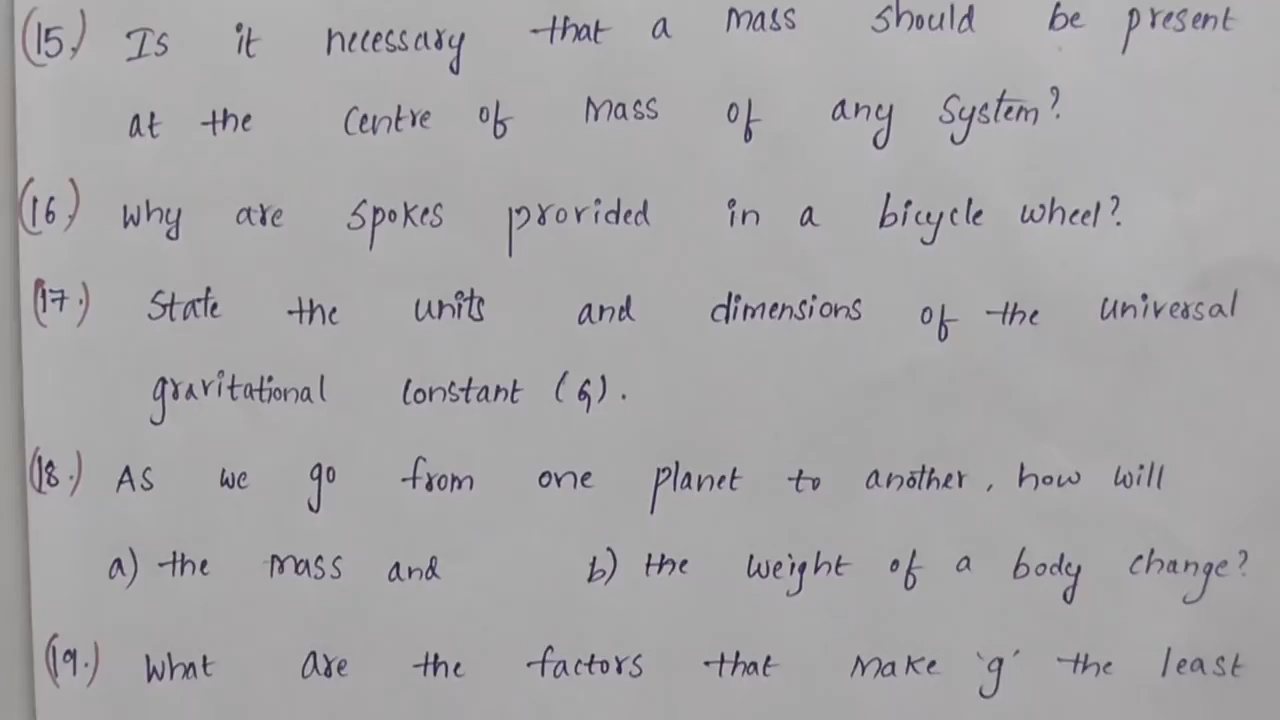 (15.) Is it necessary that a mass should be present
at the centre of mass of any system?
(16.) Why are spokes provided in a bicycle wheel?
(17.) State the units and dimensions of the universal
gravitational constant (G).
(18.) As we go from one planet to another, how will
a) the mass and b) the weight of a body change?
(19.) What are the factors that make 'g' the least